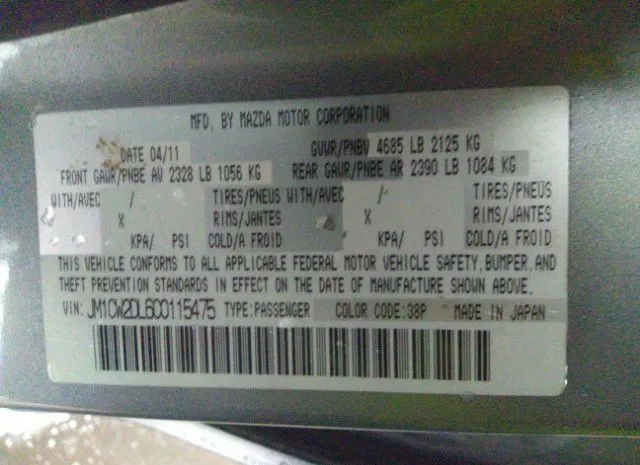 MFD. BY MAZDA MOTOR CORPORATION
DATE 04/11 GVWR/PNBV 4685 LB 2125 KG
FRONT GAWR/PNBE AV 2328 LB 1056 KG REAR GAWR/PNBE AR 2390 LB 1084 KG
WITH/AVEC / TIRES/PNEUS WITH/AVEC / TIRES/PNEUS
X RIMS/JANTES X RIMS/JANTES
KPA/ PSI COLD/A FROID KPA/ PSI COLD/A FROID
THIS VEHICLE CONFORMS TO ALL APPLICABLE FEDERAL MOTOR VEHICLE SAFETY, BUMPER, AND
THEFT PREVENTION STANDARDS IN EFFECT ON THE DATE OF MANUFACTURE SHOWN ABOVE.
VIN: JM1CW2DL6C0115475 TYPE: PASSENGER COLOR CODE: 38P MADE IN JAPAN